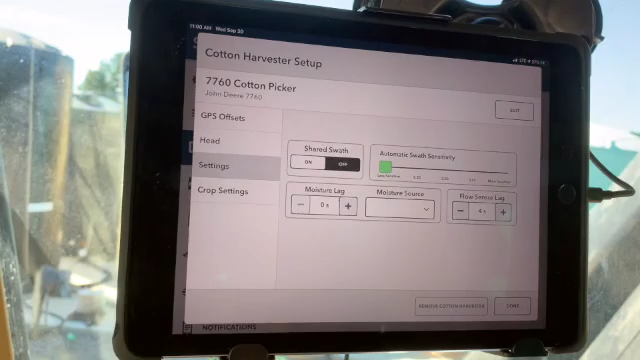 11:00 AM Wed Sep 30
LTE
Cotton Harvester Setup
7760 Cotton Picker
John Deere 7760
EDIT
GPS Offsets
Head
Settings
Crop Settings
Shared Swath
ON OFF
Automatic Swath Sensitivity
Moisture Lag
— 0 s +
Moisture Source
Flow Sensor Lag
— 4 s +
REMOVE COTTON HARVESTER
DONE
NOTIFICATIONS